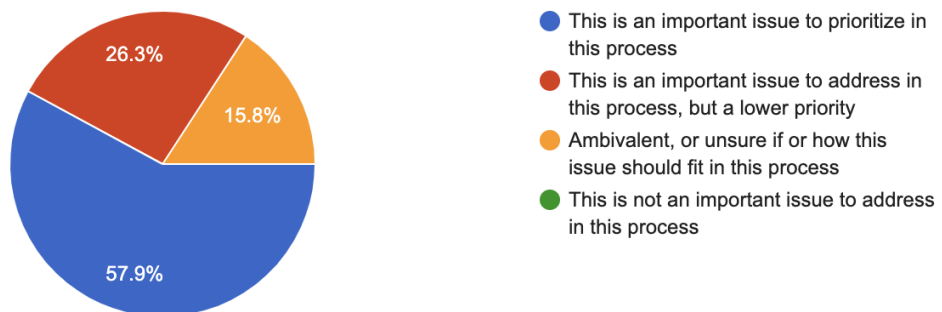 26.3%
15.8%
57.9%
This is an important issue to prioritize in
this process
This is an important issue to address in
this process, but a lower priority
Ambivalent, or unsure if or how this
issue should fit in this process
This is not an important issue to address
in this process